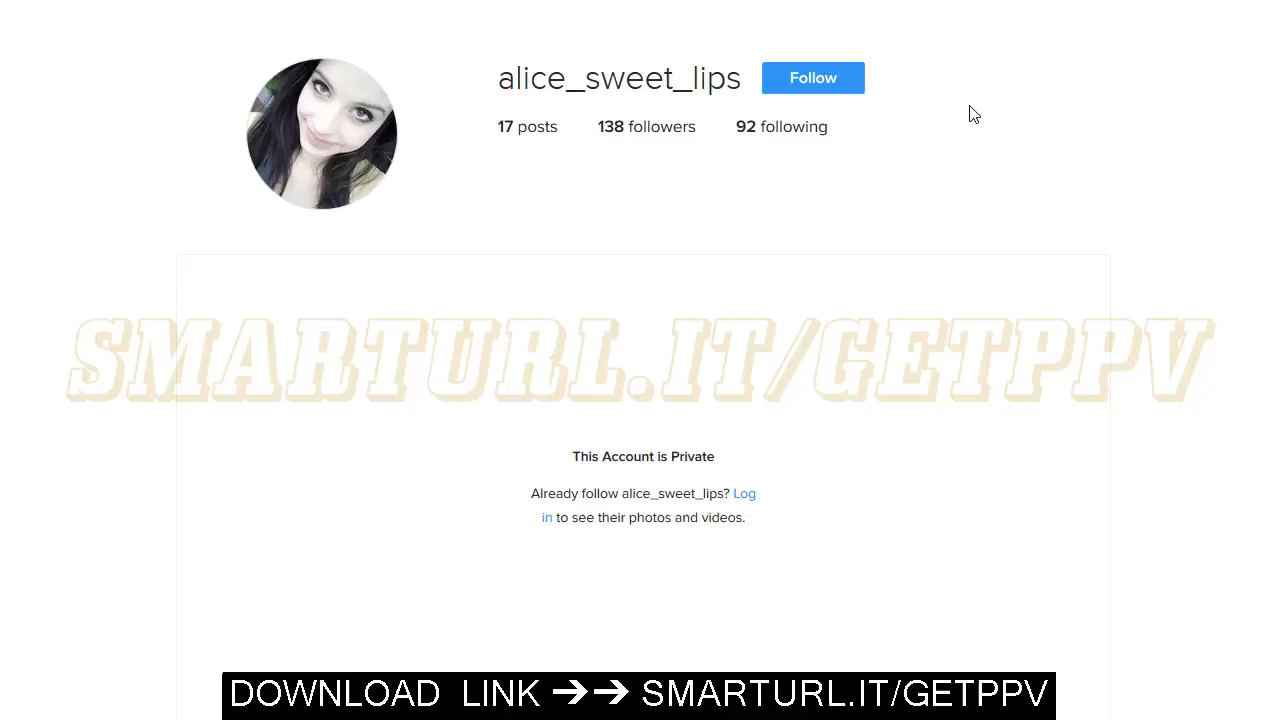 alice_sweet_lips Follow
17 posts 138 followers 92 following
SMARTURL.IT/GETPPV
This Account is Private
Already follow alice_sweet_lips? Log
in to see their photos and videos.
DOWNLOAD LINK →→ SMARTURL.IT/GETPPV